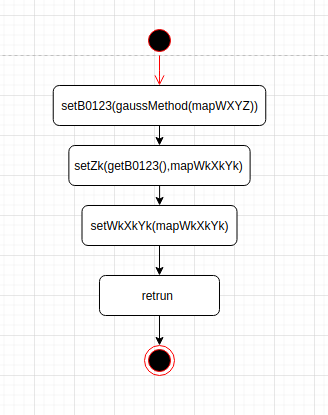 setB0123(gaussMethod(mapWXYZ))
setZk(getB0123(),mapWkXkYk)
setWkXkYk(mapWkXkYk)
retrun